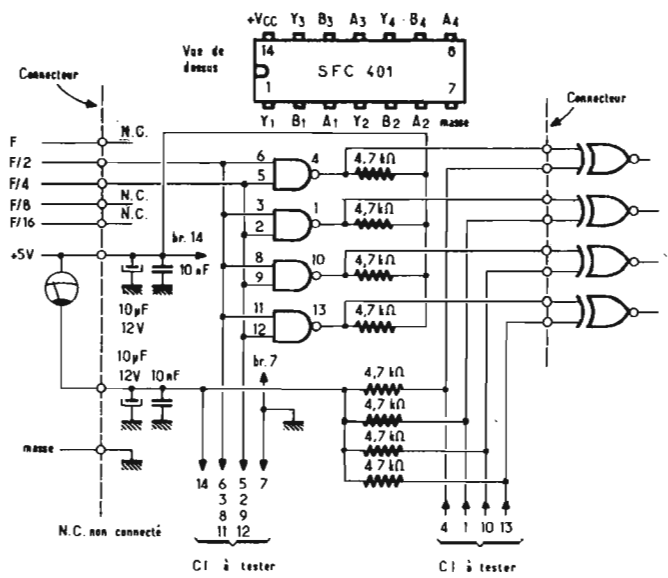 +VCC Y3 B3 A3 Y4 B4 A4
14 8
SFC 401
1 7
Y1 B1 A1 Y2 B2 A2 masse
Vue de
dessus
Connecteur
Connecteur
F N.C.
F/2
F/4
F/8 N.C.
F/16 N.C.
+5V
br. 14
10 nF
10 µF
12V
6 4
5
4,7 kΩ
3 1
2
4,7 kΩ
8 10
9
4,7 kΩ
11 13
12
4,7 kΩ
10 µF
12V 10nF
br. 7
4,7 kΩ
4,7 kΩ
4,7 kΩ
4,7 kΩ
masse
14 6 5 7
3 2
8 9
11 12
4 1 10 13
N.C. non connecté
CI à tester
CI à tester